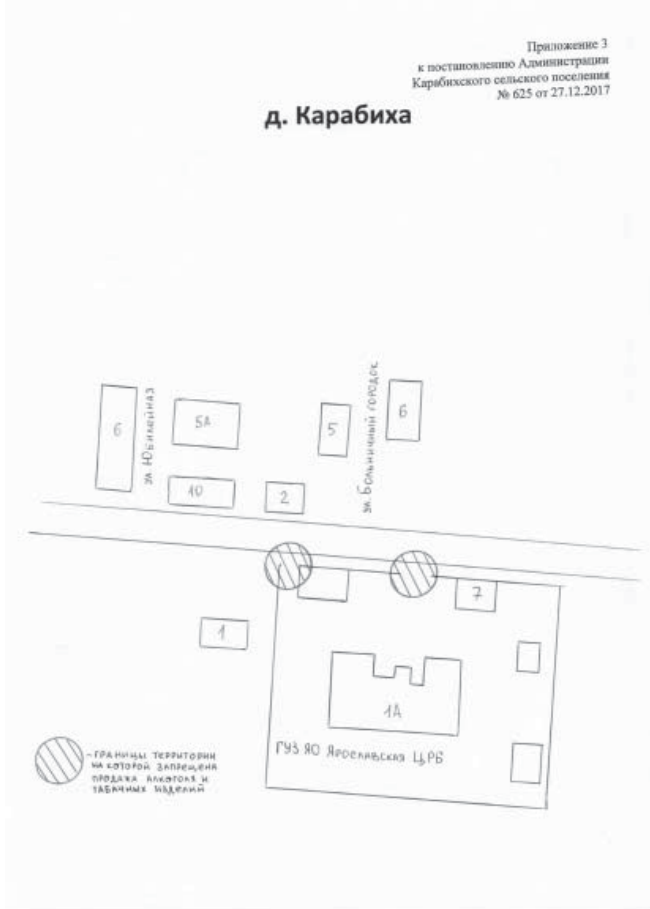 Приложение 3
к постановлению Администрации
Карабихского сельского поселения
№ 625 от 27.12.2017
д. Карабиха
6
ул. Юбилейная
5А
5
ул. Больничный городок
6
10
2
7
1
1А
ГУЗ ЯО Ярославская ЦРБ
- границы территории
на которой запрещена
продажа алкоголя и
табачных изделий